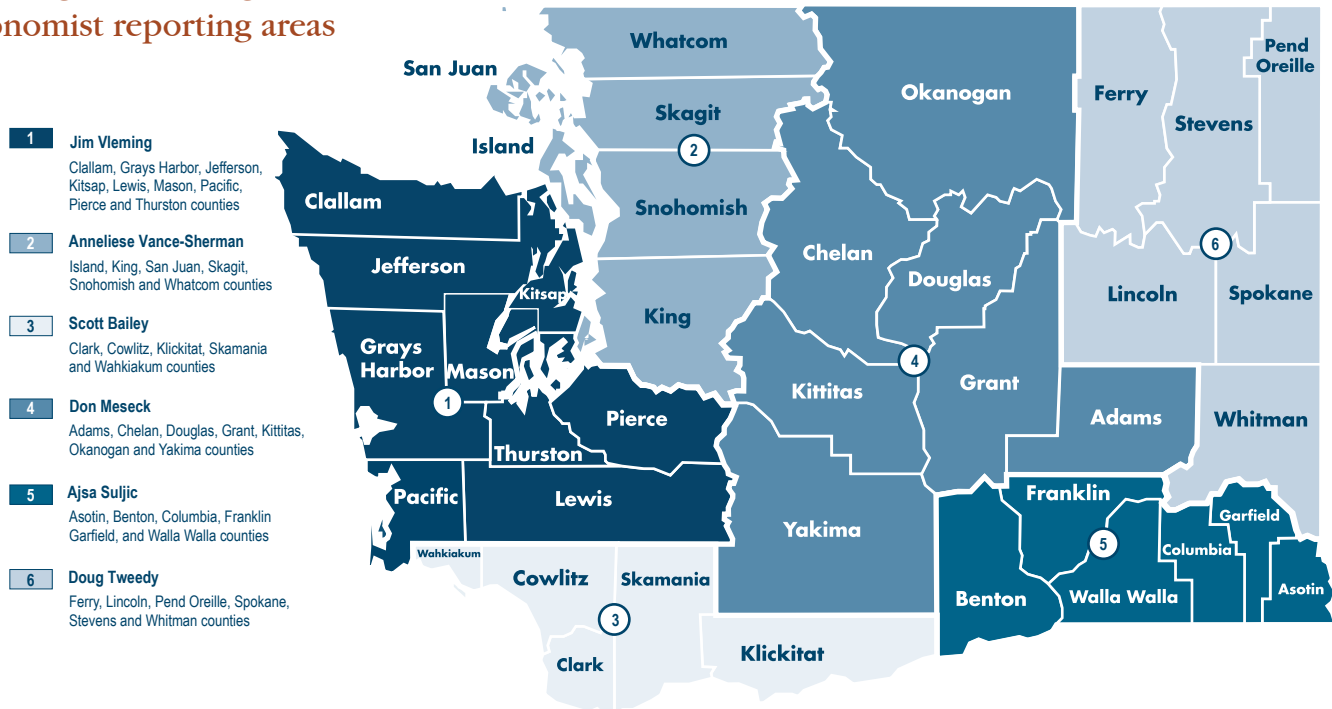 economist reporting areas
1
Jim Vleming
Clallam, Grays Harbor, Jefferson,
Kitsap, Lewis, Mason, Pacific,
Pierce and Thurston counties
2
Anneliese Vance-Sherman
Island, King, San Juan, Skagit,
Snohomish and Whatcom counties
3
Scott Bailey
Clark, Cowlitz, Klickitat, Skamania
and Wahkiakum counties
4
Don Meseck
Adams, Chelan, Douglas, Grant, Kittitas,
Okanogan and Yakima counties
5
Ajsa Suljic
Asotin, Benton, Columbia, Franklin
Garfield, and Walla Walla counties
6
Doug Tweedy
Ferry, Lincoln, Pend Oreille, Spokane,
Stevens and Whitman counties
Whatcom
San Juan
Skagit
Island
2
Snohomish
King
Clallam
Jefferson
Kitsap
Grays
Harbor
Mason
1
Pierce
Thurston
Pacific
Lewis
Wahkiakum
Cowlitz
Skamania
3
Clark
Klickitat
Okanogan
Chelan
Douglas
4
Kittitas
Grant
Adams
Yakima
Ferry
Stevens
Pend
Oreille
6
Lincoln
Spokane
Whitman
Franklin
Garfield
5
Columbia
Benton
Walla Walla
Asotin